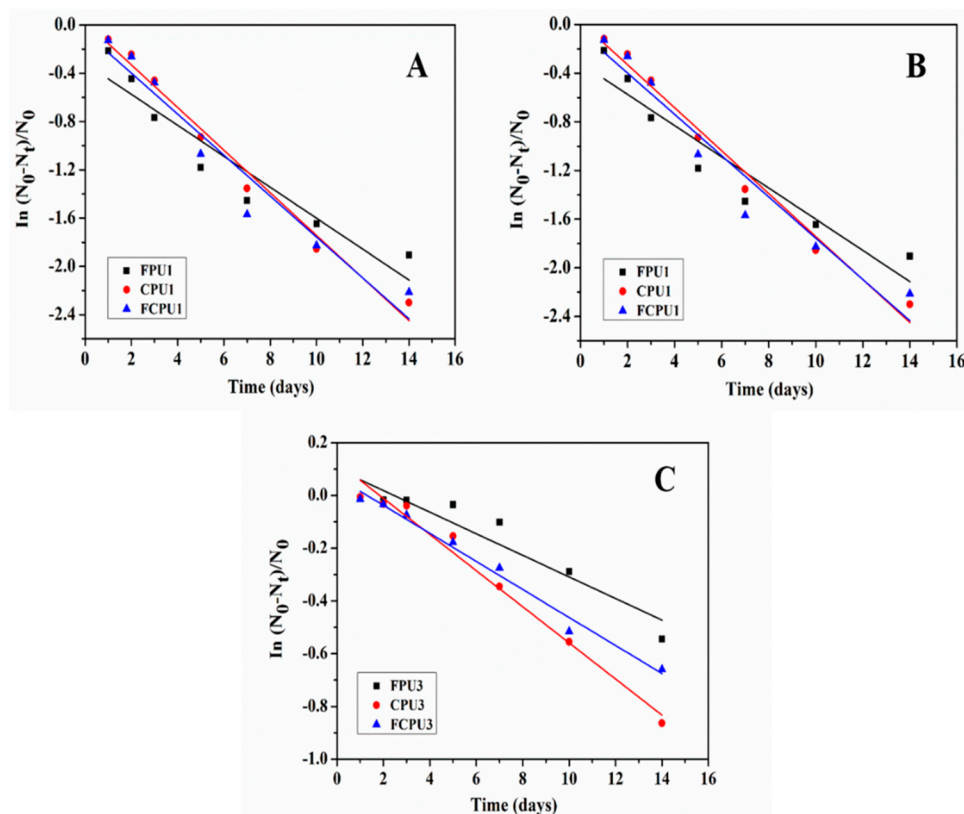 A
ln (N0-Nt)/N0
0.0
-0.4
-0.8
-1.2
-1.6
-2.0
-2.4
FPU1
CPU1
FCPU1
0 2 4 6 8 10 12 14 16
Time (days)
B
ln (N0-Nt)/N0
0.0
-0.4
-0.8
-1.2
-1.6
-2.0
-2.4
FPU1
CPU1
FCPU1
0 2 4 6 8 10 12 14 16
Time (days)
C
ln (N0-Nt)/N0
0.2
0.0
-0.2
-0.4
-0.6
-0.8
-1.0
FPU3
CPU3
FCPU3
0 2 4 6 8 10 12 14 16
Time (days)